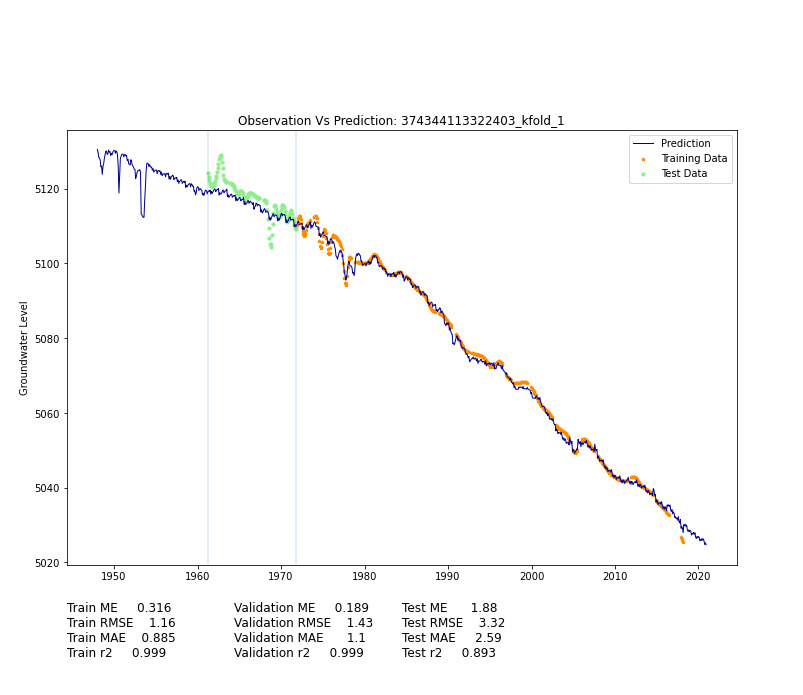 Observation Vs Prediction: 374344113322403_kfold_1
Prediction
Training Data
Test Data
Groundwater Level
5120
5100
5080
5060
5040
5020
1950 1960 1970 1980 1990 2000 2010 2020
Train ME 0.316 Validation ME 0.189 Test ME 1.88
Train RMSE 1.16 Validation RMSE 1.43 Test RMSE 3.32
Train MAE 0.885 Validation MAE 1.1 Test MAE 2.59
Train r2 0.999 Validation r2 0.999 Test r2 0.893